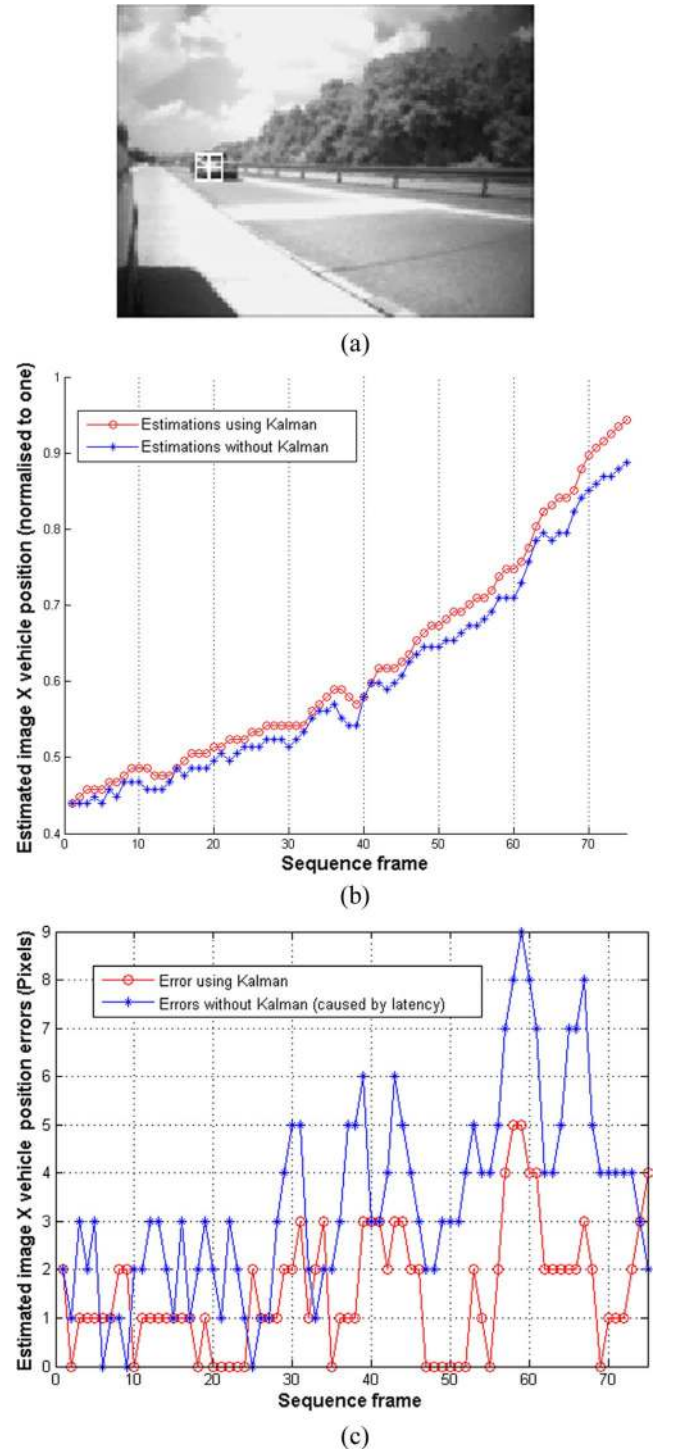 (a)
Estimated image X vehicle position (normalised to one)
1
0.9
0.8
0.7
0.6
0.5
0.4
Estimations using Kalman
Estimations without Kalman
0 10 20 30 40 50 60 70
Sequence frame
(b)
Estimated image X vehicle position errors (Pixels)
9
8
7
6
5
4
3
2
1
0
Error using Kalman
Errors without Kalman (caused by latency)
0 10 20 30 40 50 60 70
Sequence frame
(c)